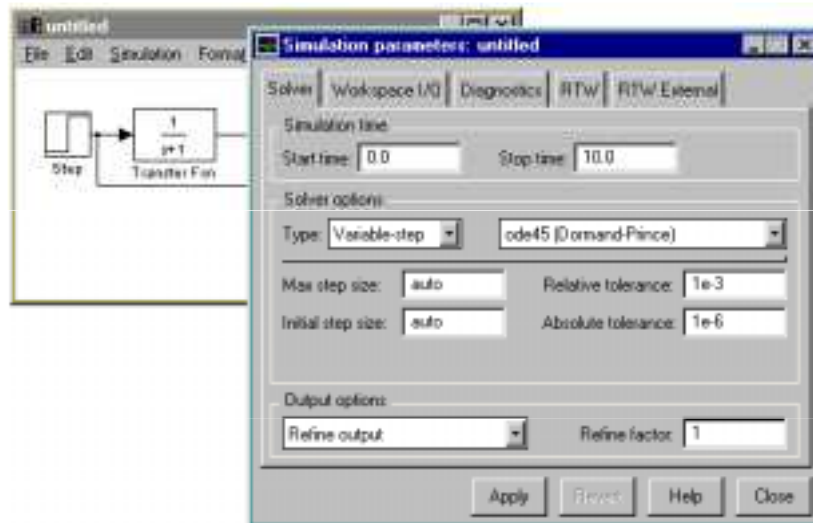 untitled
File Edit Simulation Format
1
s+1
Step
Transfer Fcn
Simulation parameters: untitled
Solver Workspace I/O Diagnostics RTW RTW External
Simulation time
Start time: 0.0 Stop time: 10.0
Solver options
Type: Variable-step ode45 (Dormand-Prince)
Max step size: auto Relative tolerance: 1e-3
Initial step size: auto Absolute tolerance: 1e-6
Output options
Refine output Refine factor: 1
Apply Revert Help Close